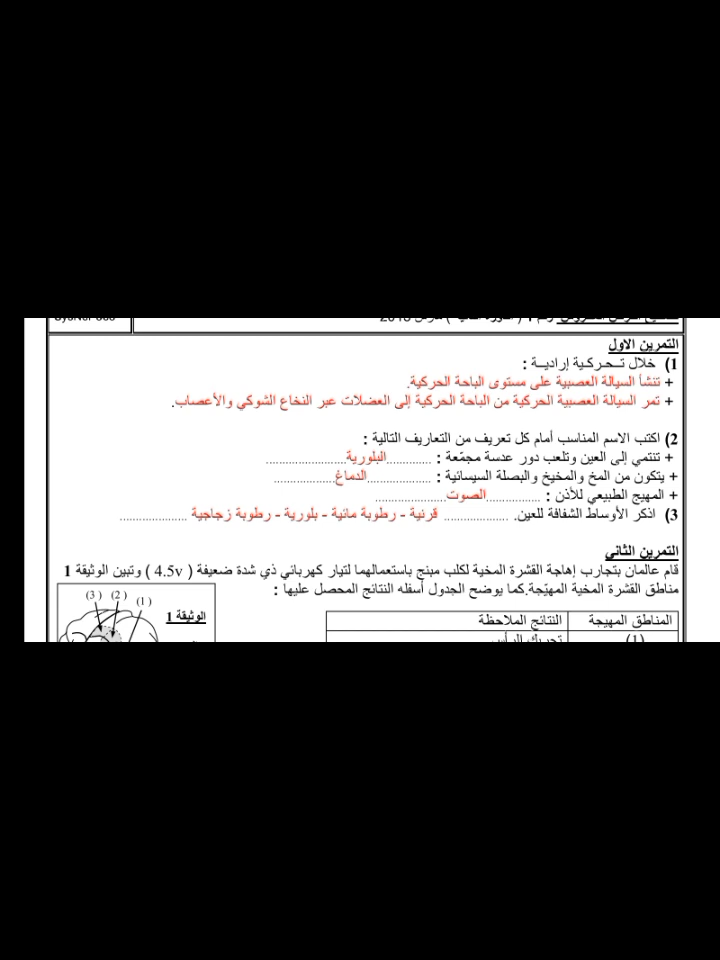 التمرين الاول
1) خلال تـحـركـية إراديــة :
+ تنشأ السيالة العصبية على مستوى الباحة الحركية.
+ تمر السيالة العصبية الحركية من الباحة الحركية إلى العضلات عبر النخاع الشوكي والأعصاب.
2) اكتب الاسم المناسب أمام كل تعريف من التعاريف التالية :
+ تنتمي إلى العين وتلعب دور عدسة مجمّعة : ..............البلورية.........................
+ يتكون من المخ والمخيخ والبصلة السيسائية : ....................الدماغ...................
+ المهيج الطبيعي للأذن : .................الصوت......................
3) اذكر الأوساط الشفافة للعين. .................... قرنية - رطوبة مائية - بلورية - رطوبة زجاجية .....................
التمرين الثاني
قام عالمان بتجارب إهاجة القشرة المخية لكلب مبنج باستعمالهما لتيار كهربائي ذي شدة ضعيفة ( 4.5v ) وتبين الوثيقة 1
مناطق القشرة المخية المهيّجة.كما يوضح الجدول أسفله النتائج المحصل عليها :
المناطق المهيجة النتائج الملاحظة
(1) تحريك الرأس
الوثيقة 1
(3) (2) (1)